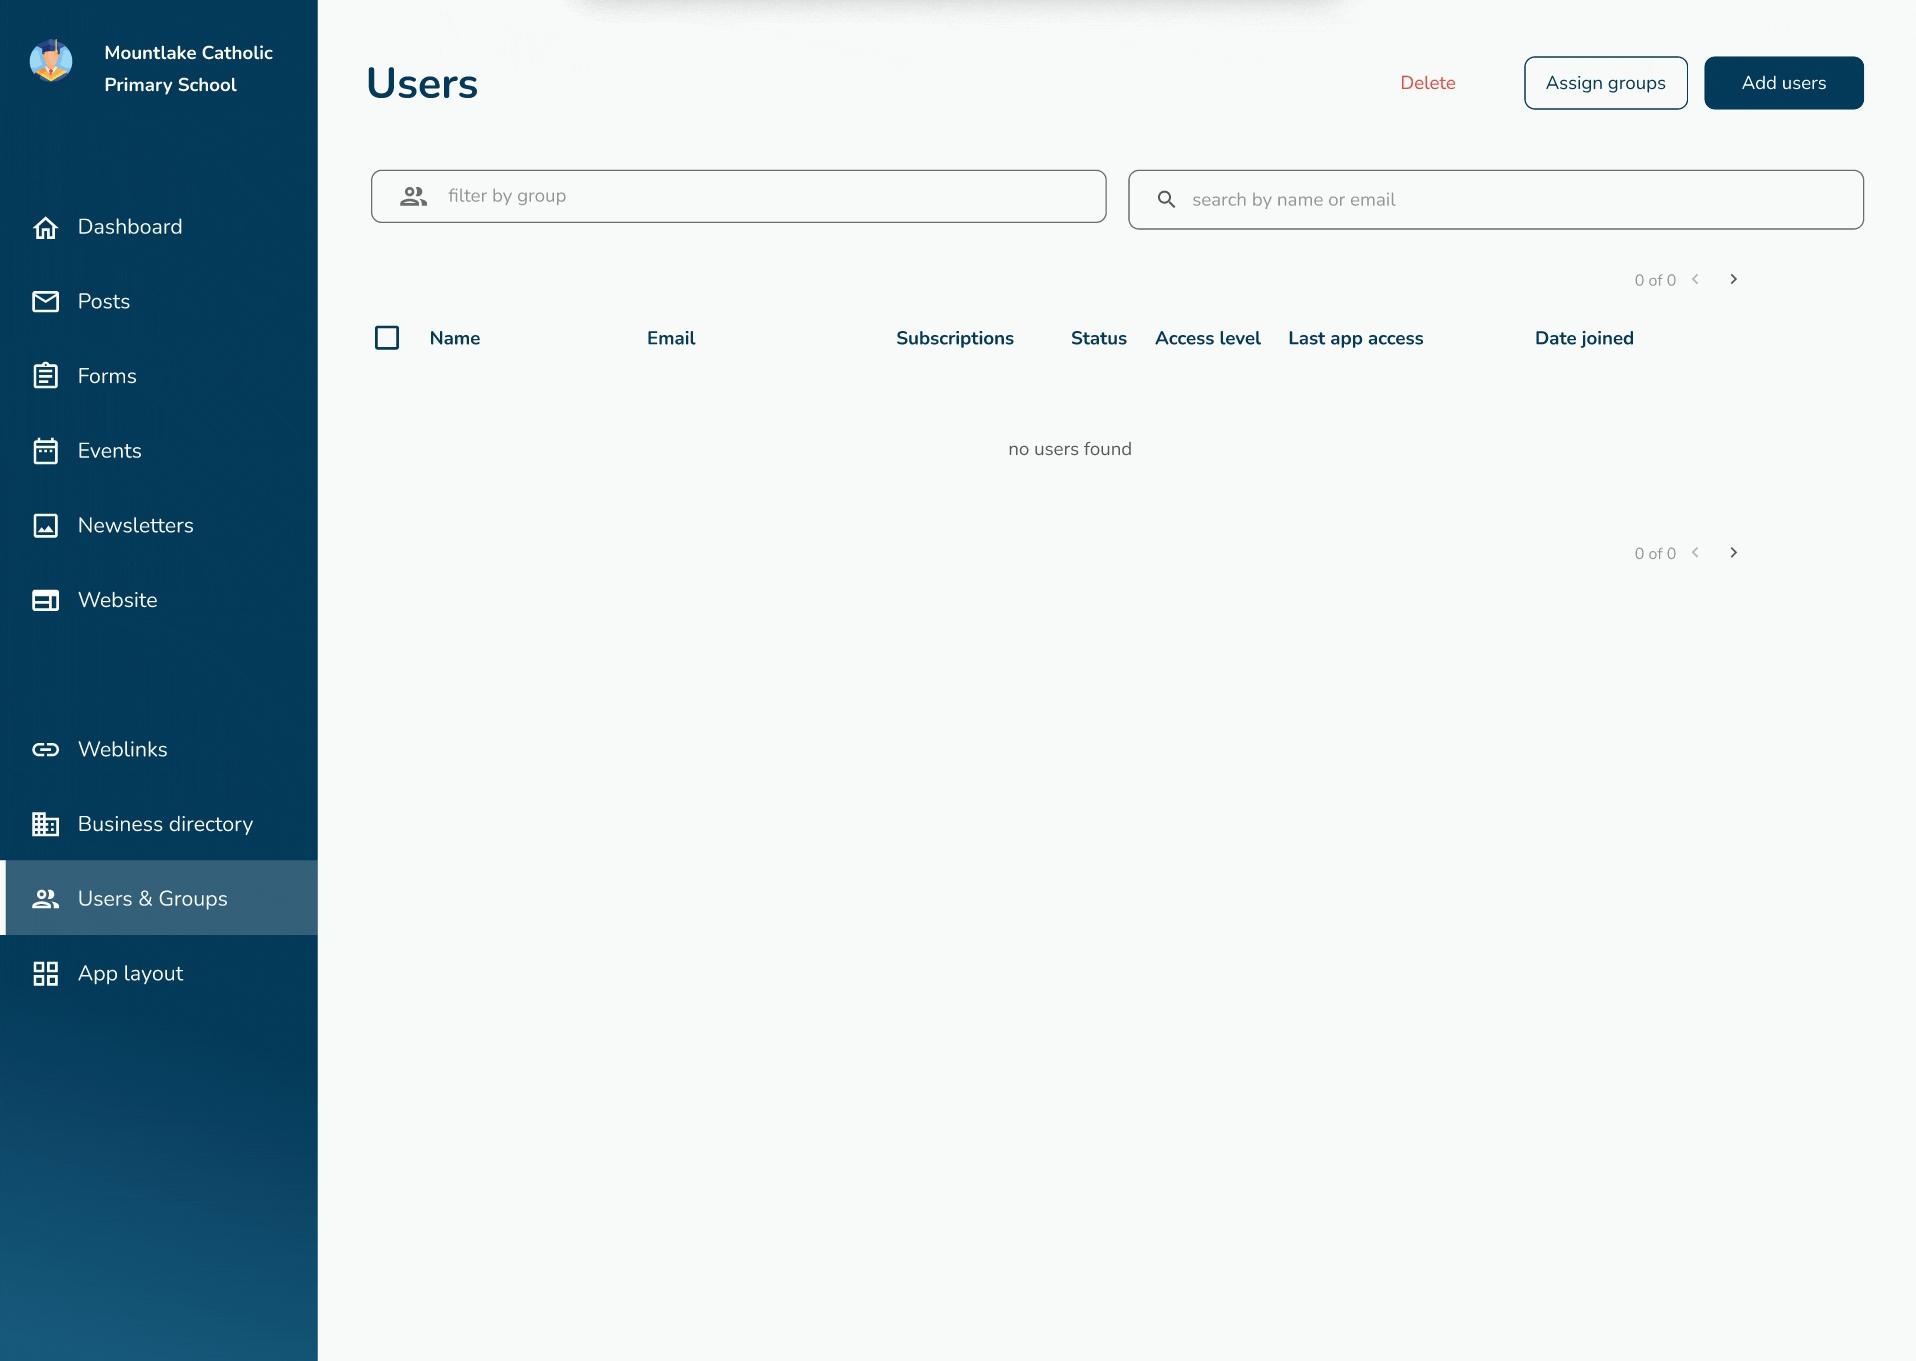 Mountlake Catholic
Primary School
Dashboard
Posts
Forms
Events
Newsletters
Website
Weblinks
Business directory
Users & Groups
App layout
Users
Delete
Assign groups
Add users
filter by group
search by name or email
0 of 0
Name Email Subscriptions Status Access level Last app access Date joined
no users found
0 of 0